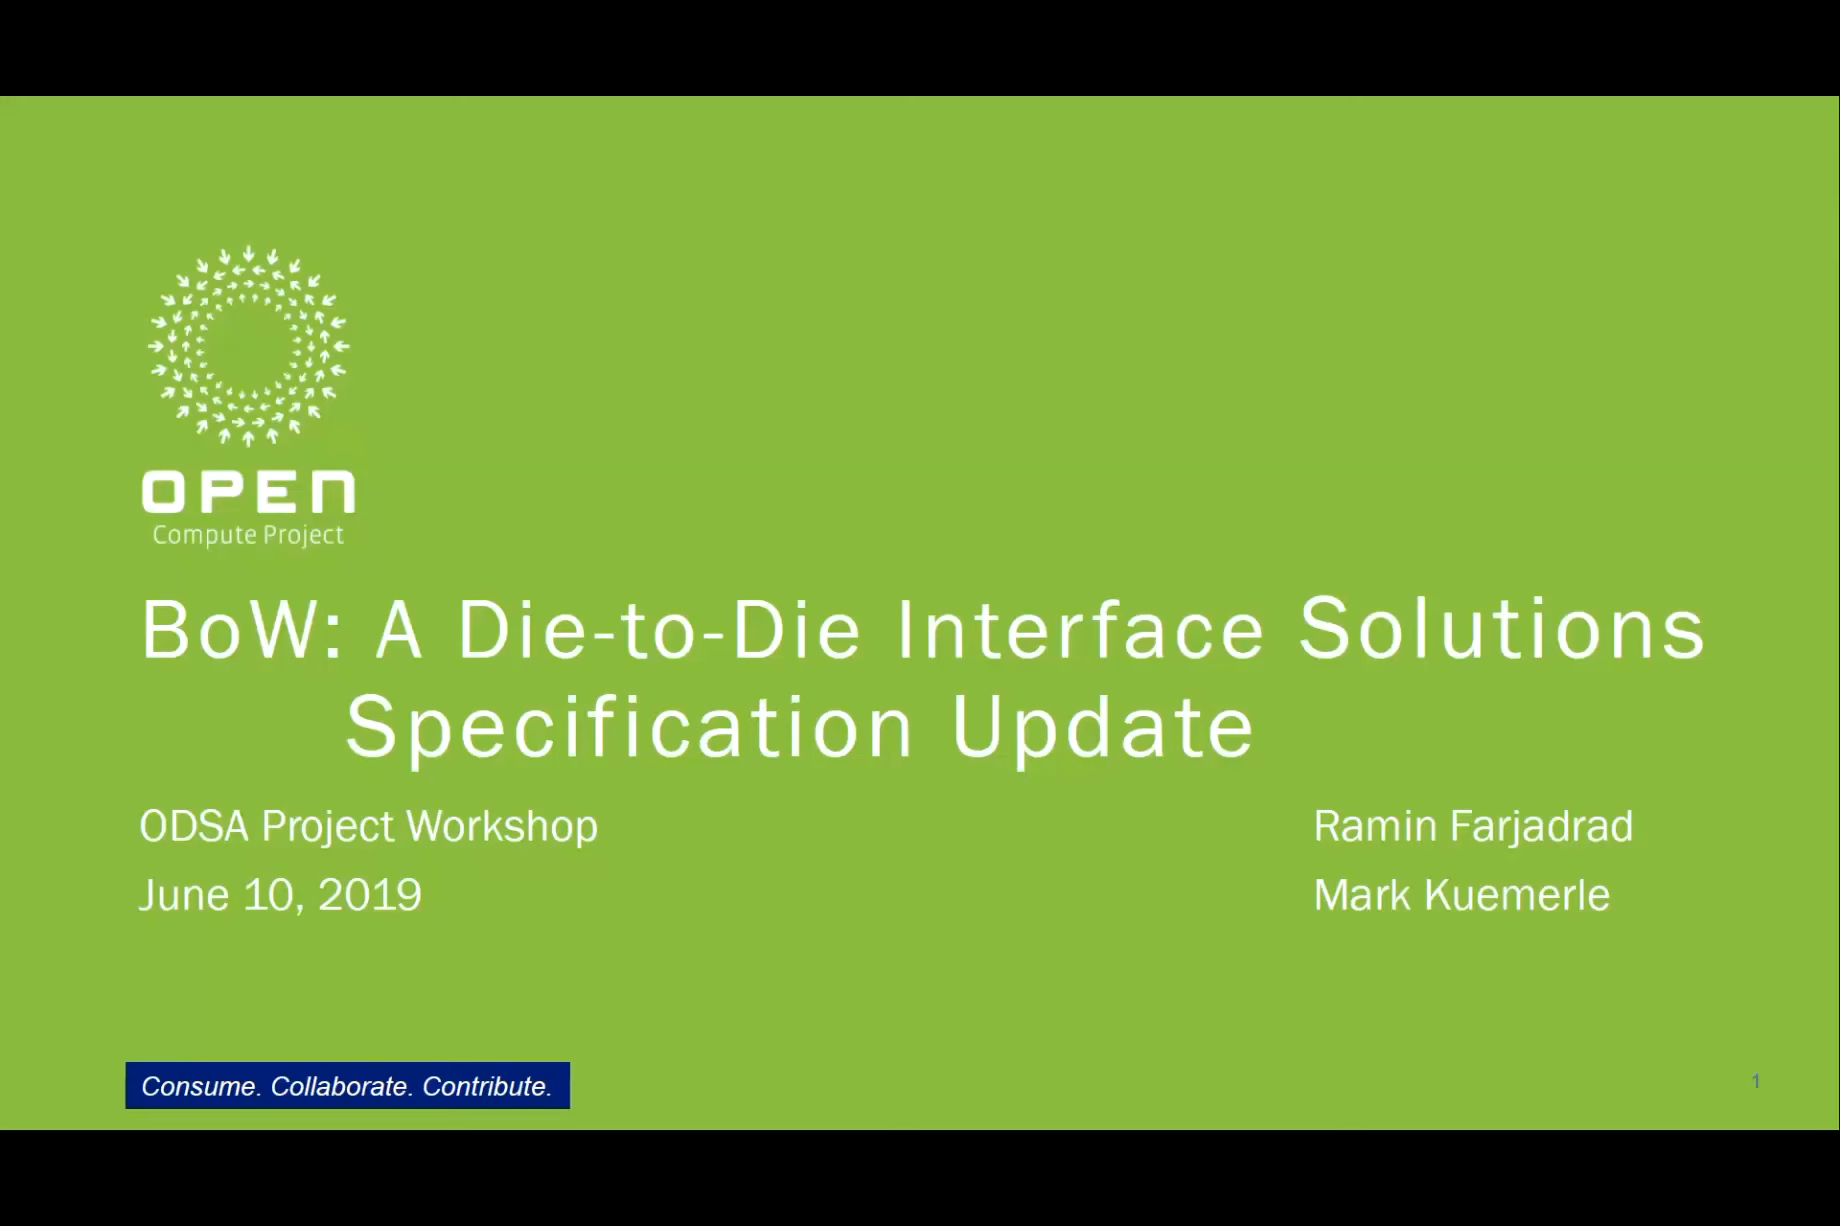 OPEN
Compute Project
BoW: A Die-to-Die Interface Solutions
Specification Update
ODSA Project Workshop
Ramin Farjadrad
June 10, 2019
Mark Kuemerle
Consume. Collaborate. Contribute.
1